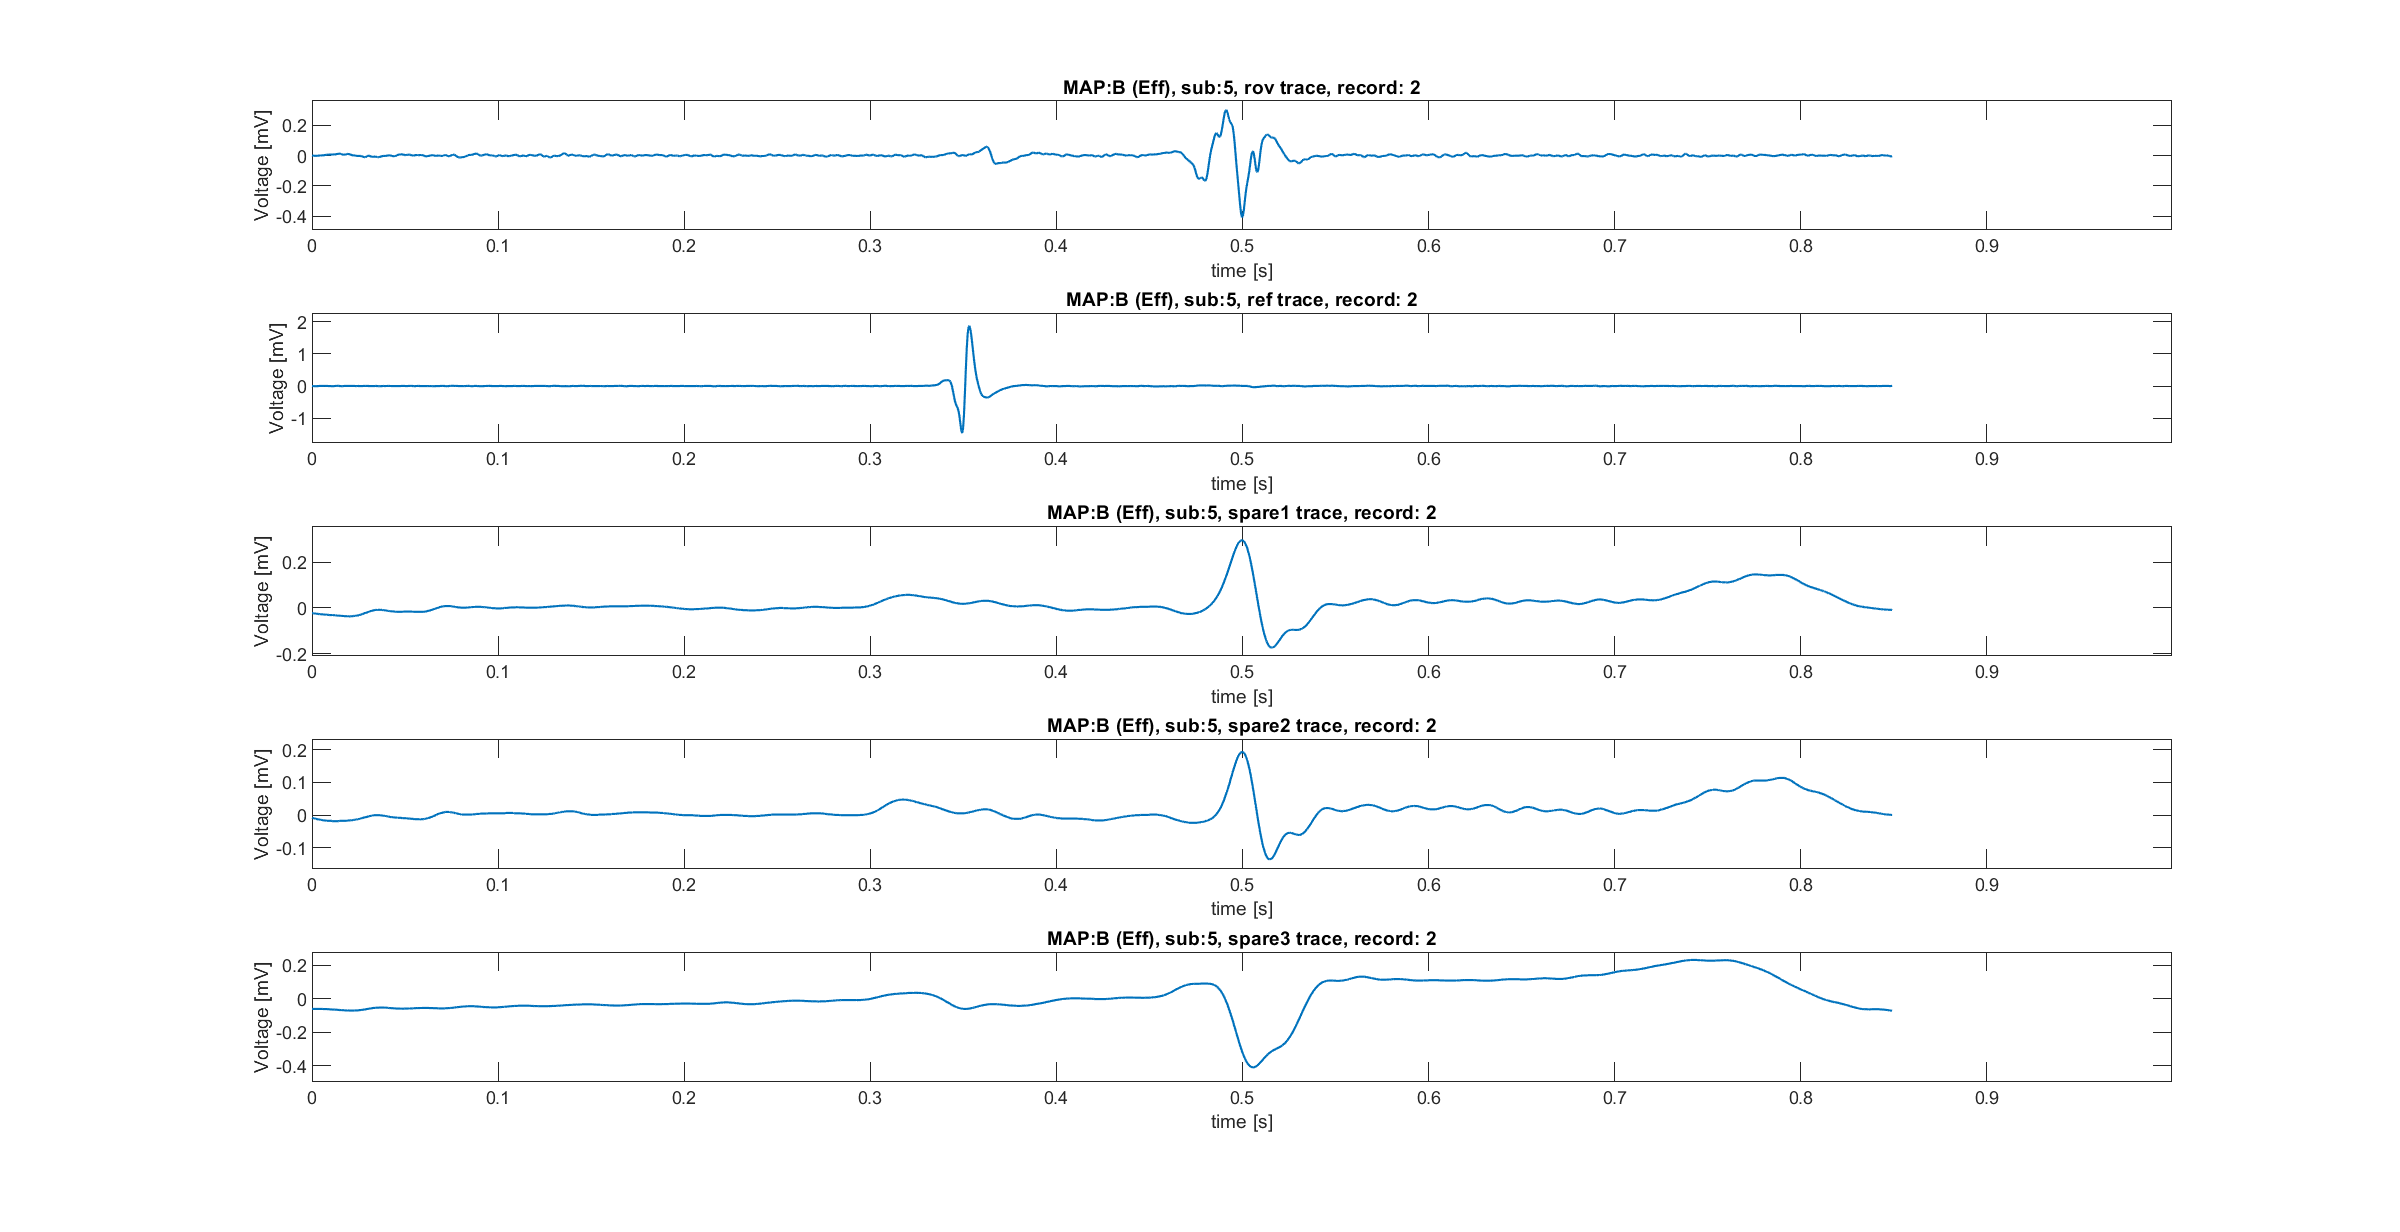 MAP:B (Eff), sub:5, rov trace, record: 2
Voltage [mV]
0.2
0
-0.2
-0.4
0 0.1 0.2 0.3 0.4 0.5 0.6 0.7 0.8 0.9
time [s]
MAP:B (Eff), sub:5, ref trace, record: 2
Voltage [mV]
2
1
0
-1
0 0.1 0.2 0.3 0.4 0.5 0.6 0.7 0.8 0.9
time [s]
MAP:B (Eff), sub:5, spare1 trace, record: 2
Voltage [mV]
0.2
0
-0.2
0 0.1 0.2 0.3 0.4 0.5 0.6 0.7 0.8 0.9
time [s]
MAP:B (Eff), sub:5, spare2 trace, record: 2
Voltage [mV]
0.2
0.1
0
-0.1
0 0.1 0.2 0.3 0.4 0.5 0.6 0.7 0.8 0.9
time [s]
MAP:B (Eff), sub:5, spare3 trace, record: 2
Voltage [mV]
0.2
0
-0.2
-0.4
0 0.1 0.2 0.3 0.4 0.5 0.6 0.7 0.8 0.9
time [s]